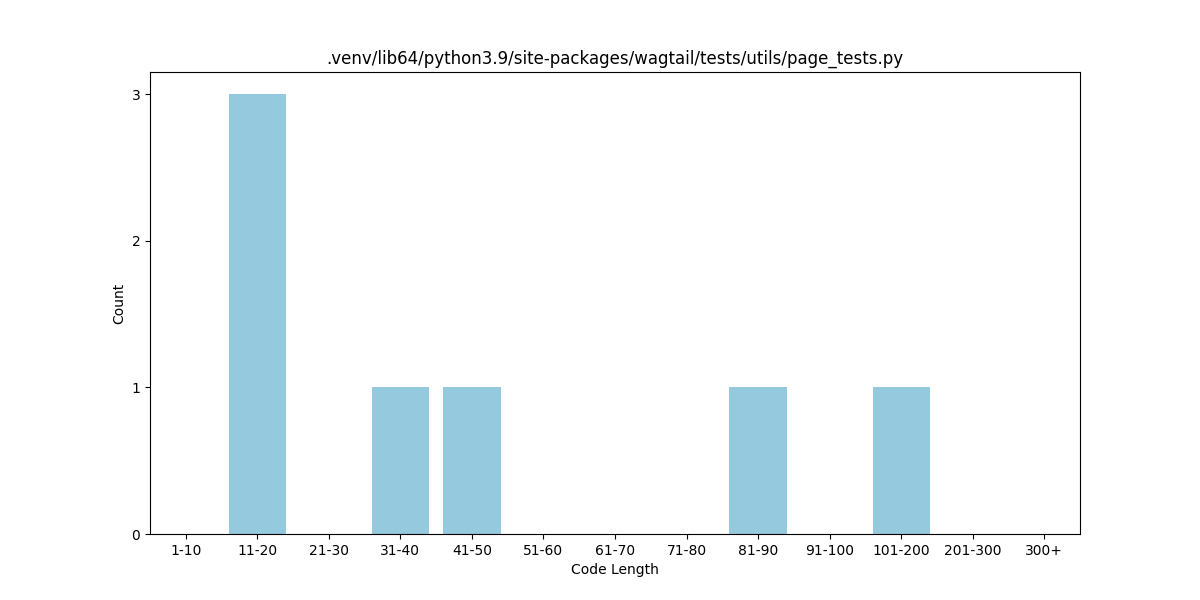 .venv/lib64/python3.9/site-packages/wagtail/tests/utils/page_tests.py
3
2
1
0
Count
1-10 11-20 21-30 31-40 41-50 51-60 61-70 71-80 81-90 91-100 101-200 201-300 300+
Code Length